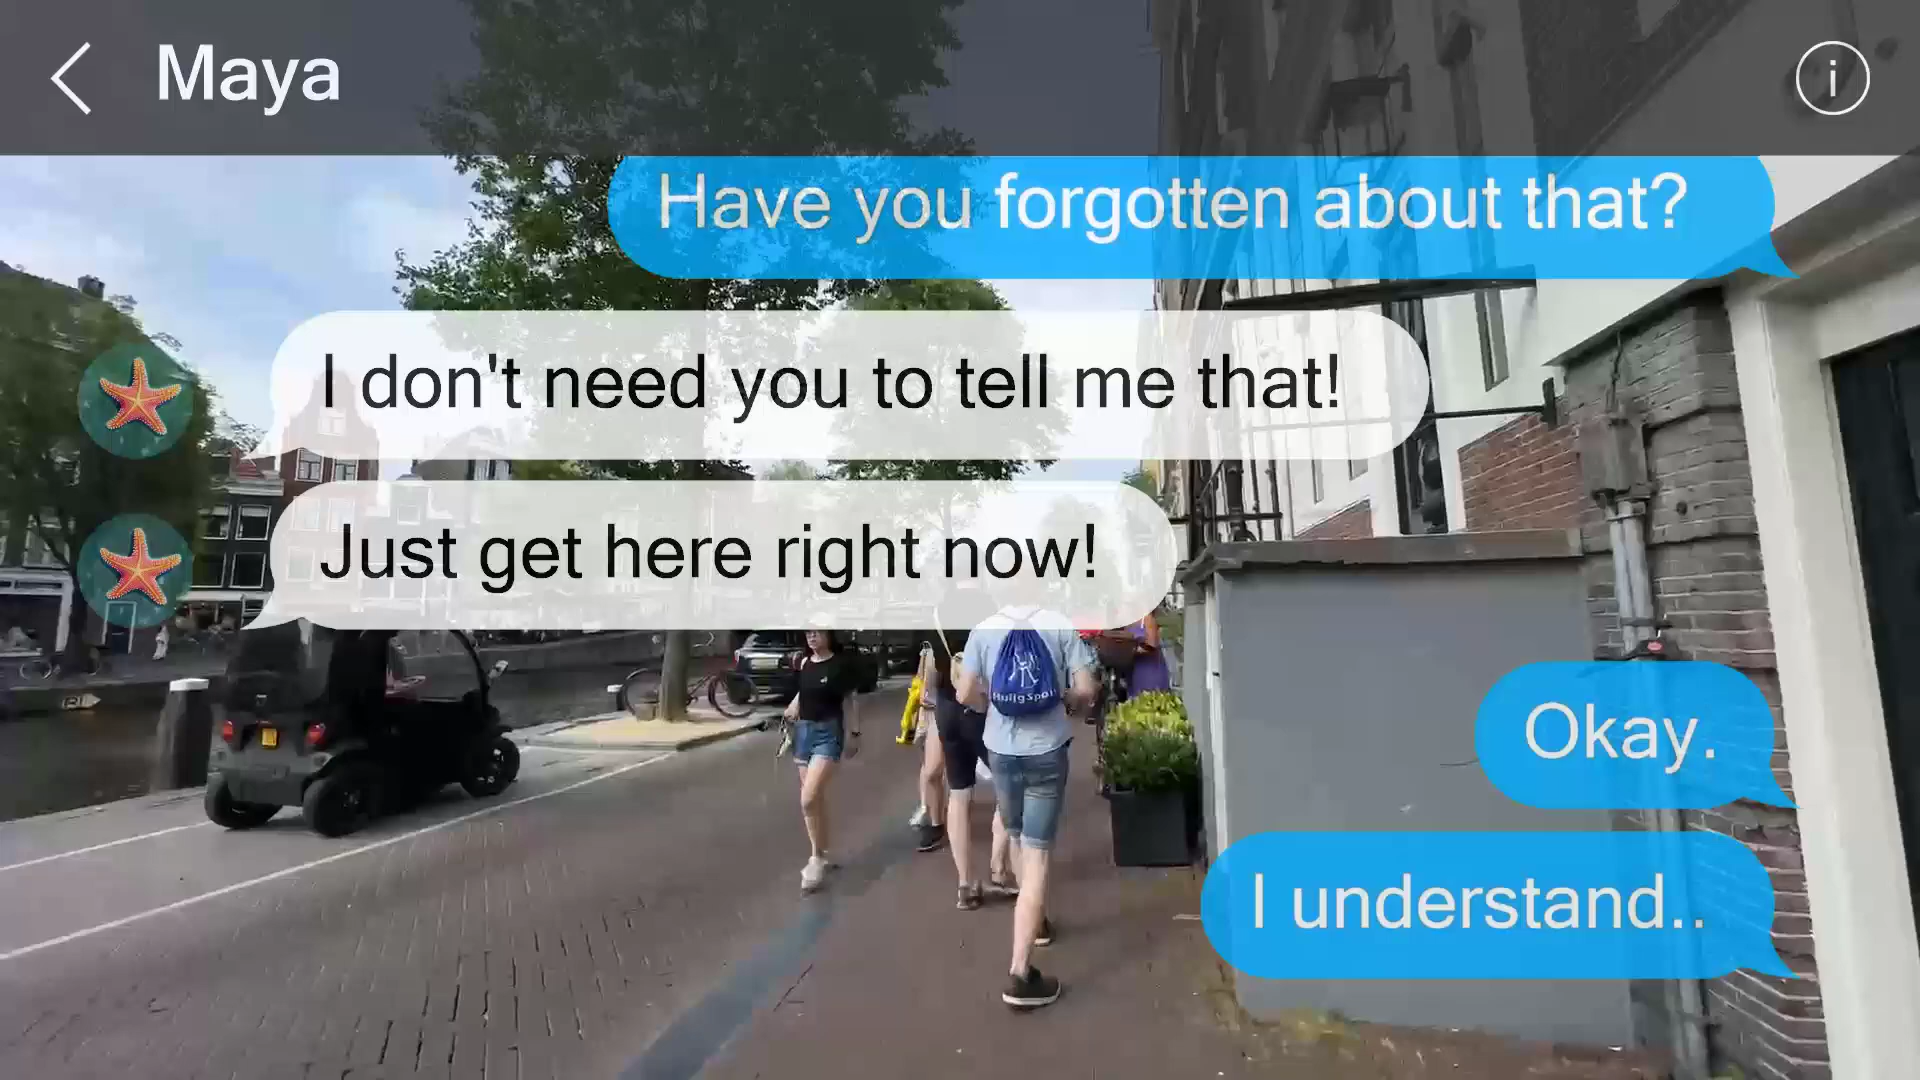 Maya
i
Have you forgotten about that?
I don't need you to tell me that!
Just get here right now!
Okay.
I understand..